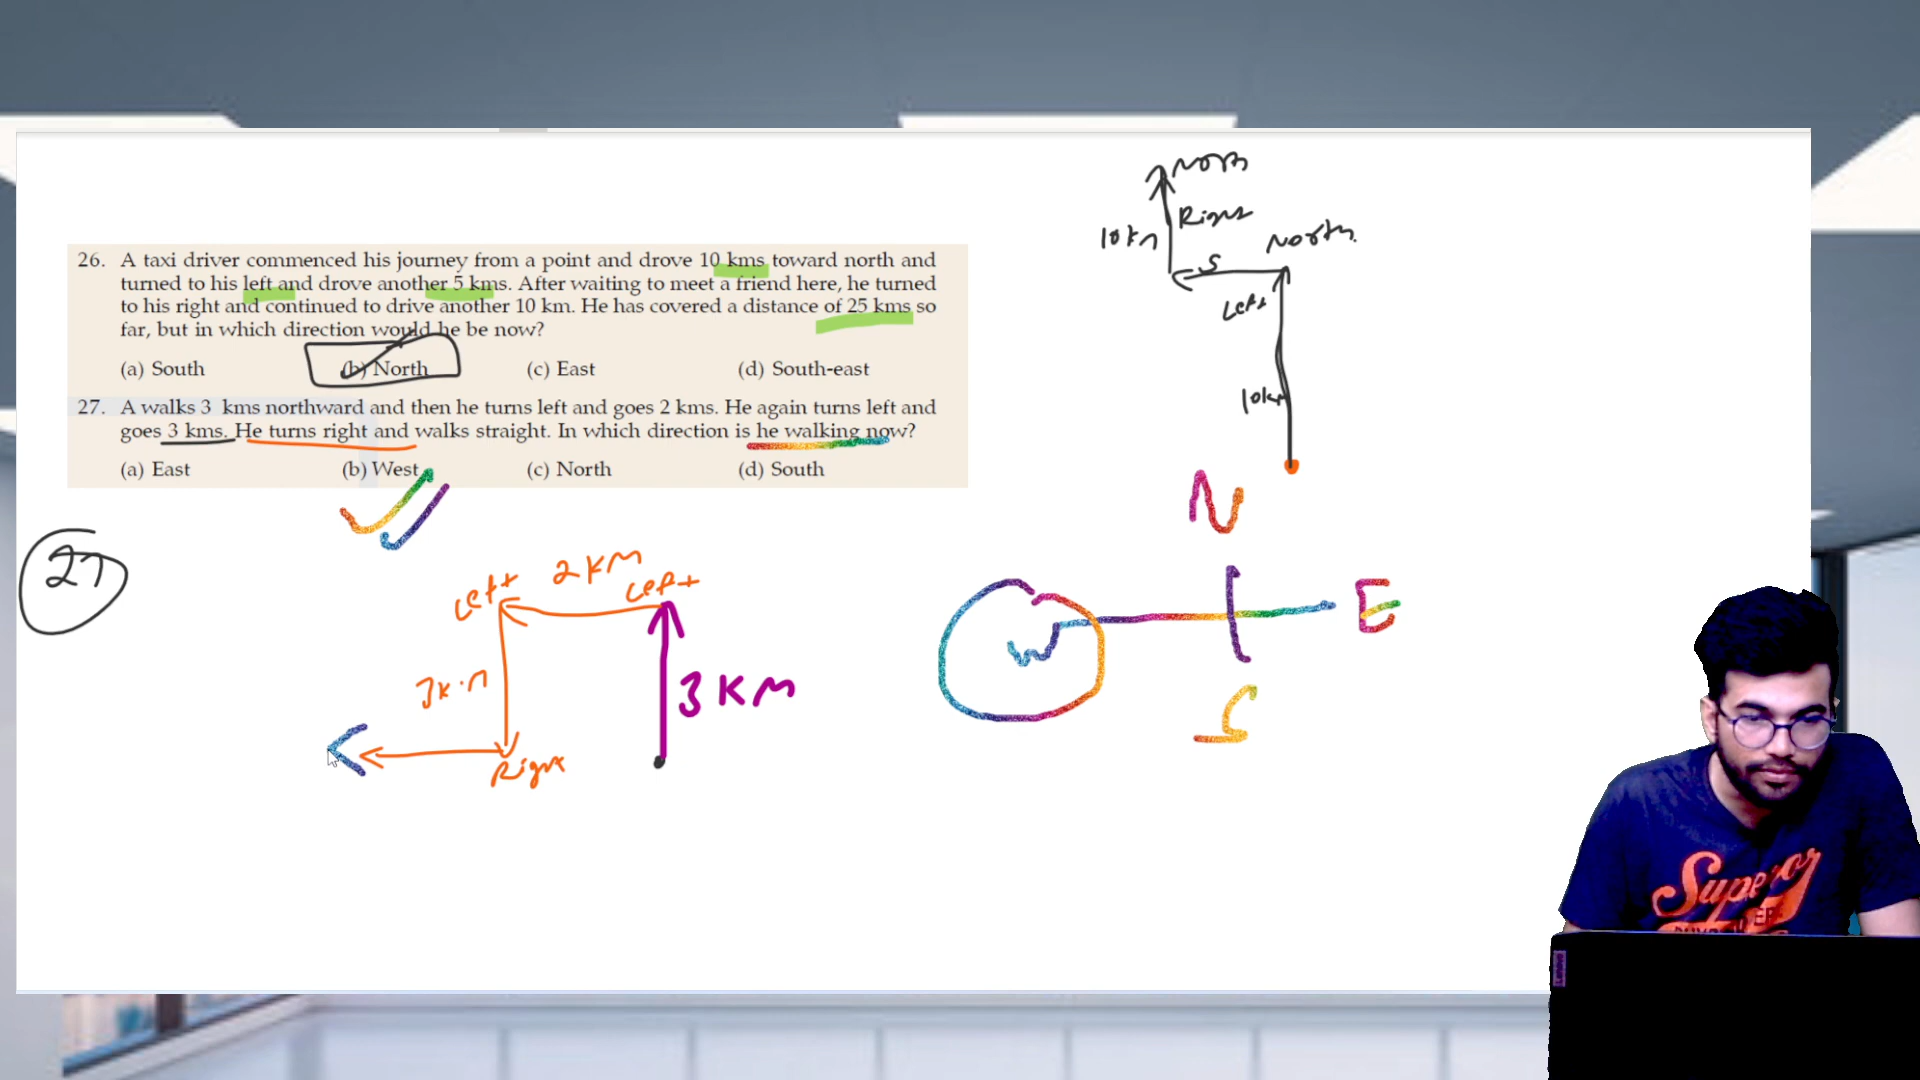 26. A taxi driver commenced his journey from a point and drove 10 kms toward north and
turned to his left and drove another 5 kms. After waiting to meet a friend here, he turned
to his right and continued to drive another 10 km. He has covered a distance of 25 kms so
far, but in which direction would he be now?
(a) South (b) North (c) East (d) South-east
27. A walks 3 kms northward and then he turns left and goes 2 kms. He again turns left and
goes 3 kms. He turns right and walks straight. In which direction is he walking now?
(a) East (b) West (c) North (d) South
North
Right
10km
North
5
Left
10km
27
2 KM
Left
Left
3 KM
Right
N
E
W
S
Superior